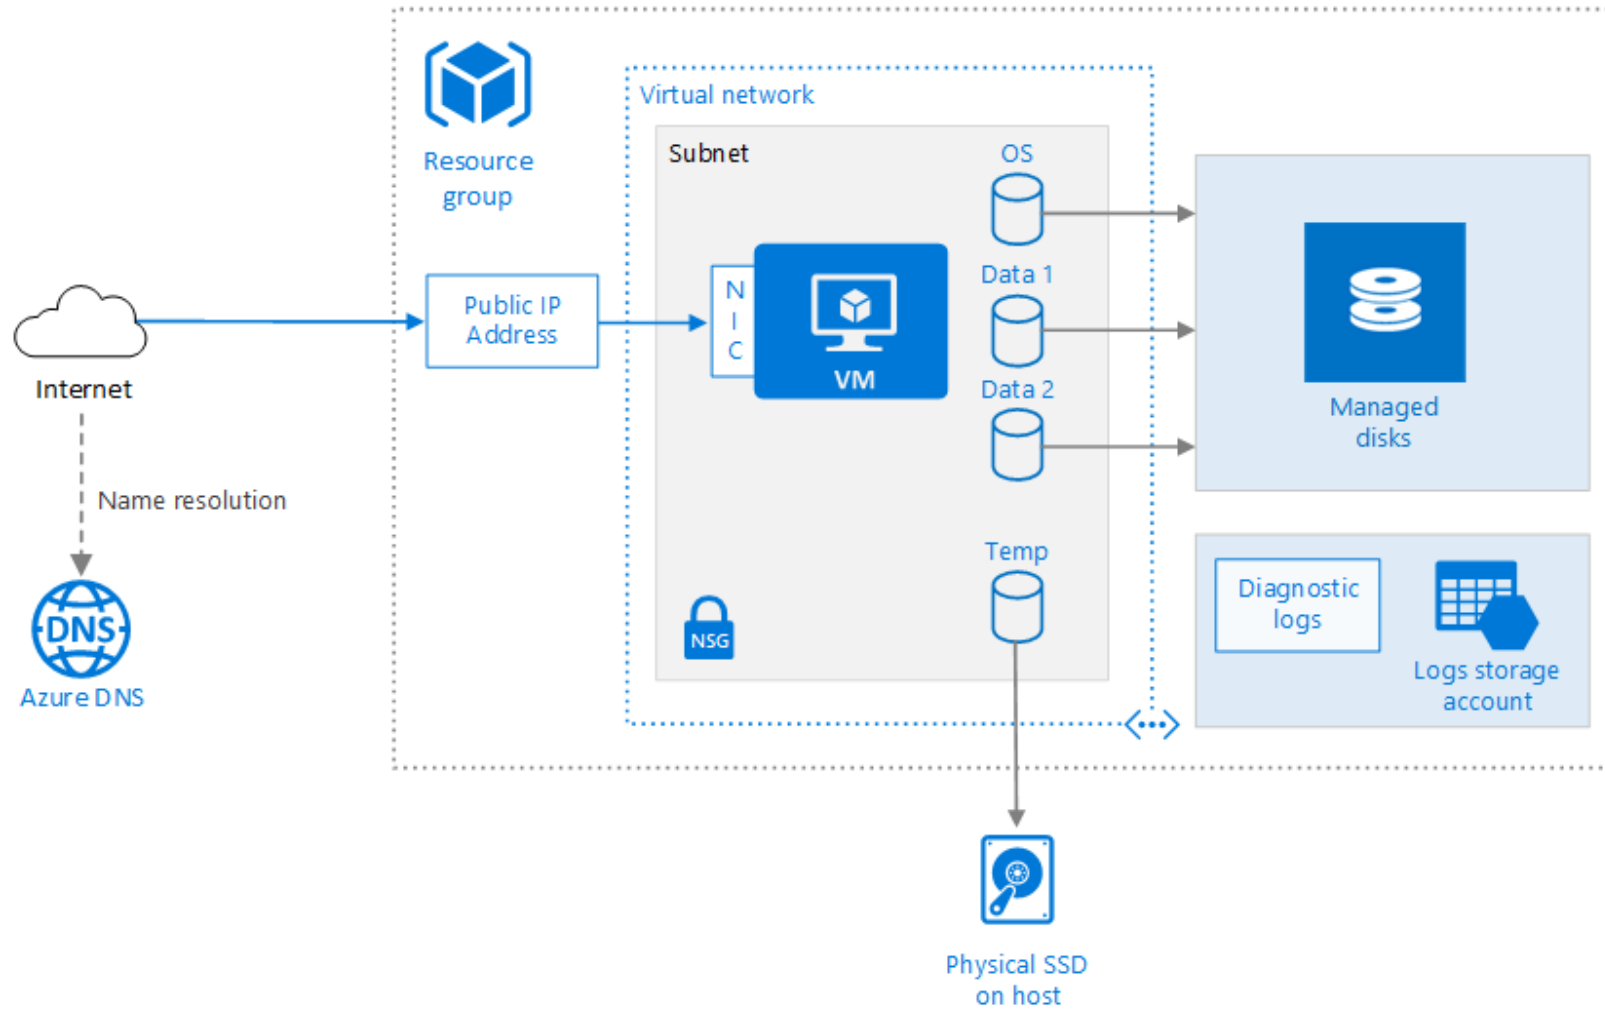 Resource
group
Virtual network
Subnet
OS
Data 1
Data 2
Temp
Public IP
Address
N
I
C
VM
NSG
Internet
Name resolution
DNS
Azure DNS
Managed
disks
Diagnostic
logs
Logs storage
account
Physical SSD
on host